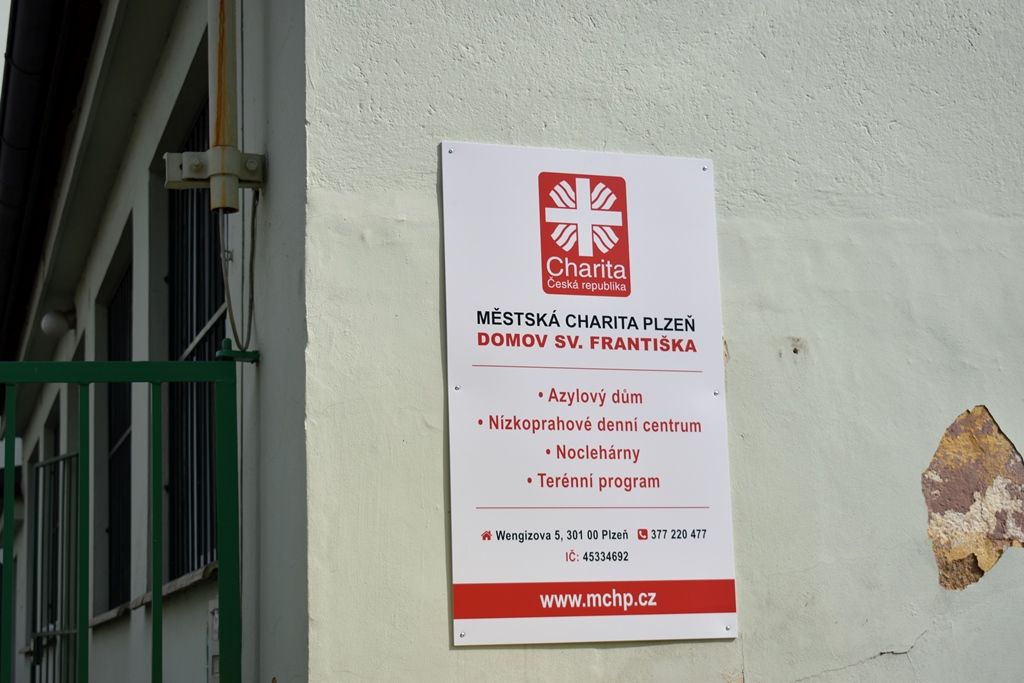 Charita
Česká republika
MĚSTSKÁ CHARITA PLZEŇ
DOMOV SV. FRANTIŠKA
• Azylový dům
• Nízkoprahové denní centrum
• Noclehárny
• Terénní program
Wengizova 5, 301 00 Plzeň 377 220 477
IČ: 45334692
www.mchp.cz